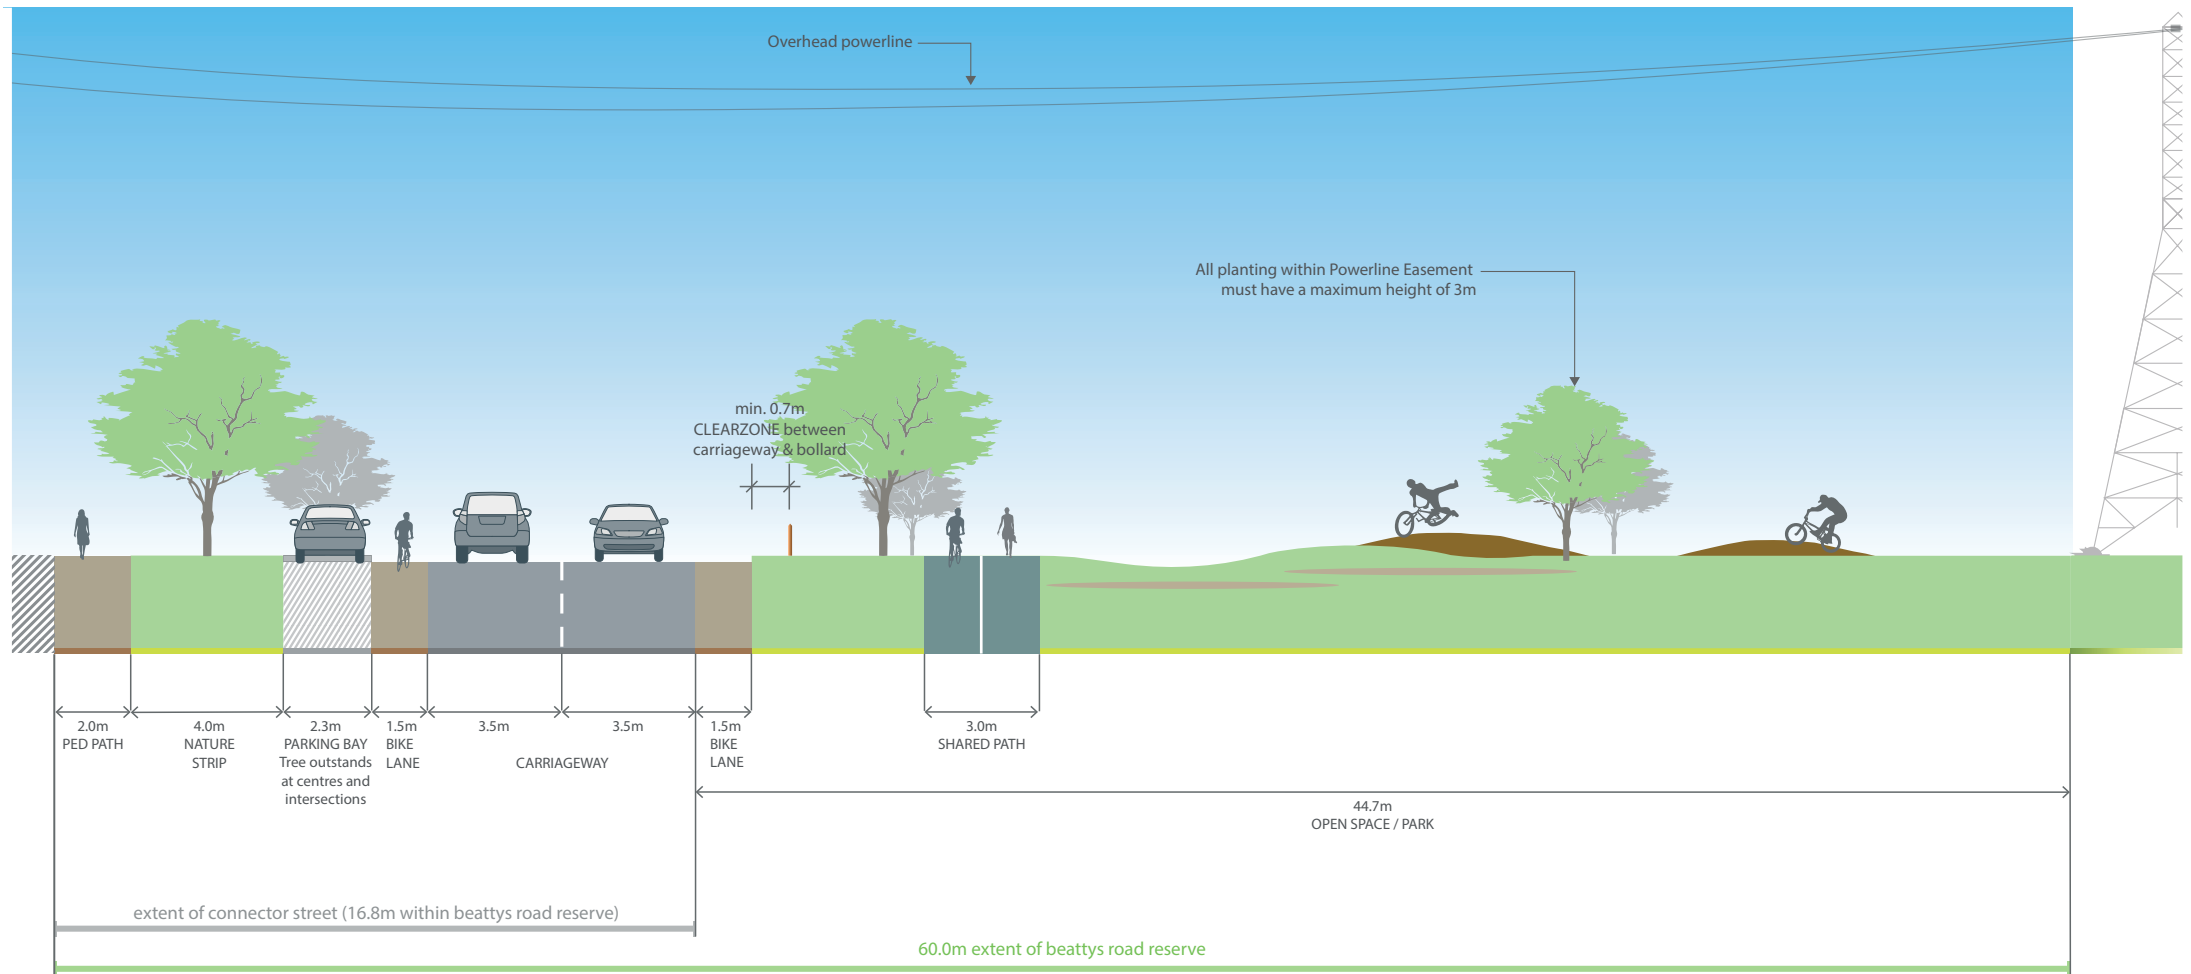 Overhead powerline
All planting within Powerline Easement
must have a maximum height of 3m
min. 0.7m
CLEARZONE between
carriageway & bollard
2.0m
PED PATH
4.0m
NATURE
STRIP
2.3m
PARKING BAY
Tree outstands
at centres and
intersections
1.5m
BIKE
LANE
3.5m
3.5m
CARRIAGEWAY
1.5m
BIKE
LANE
3.0m
SHARED PATH
44.7m
OPEN SPACE / PARK
extent of connector street (16.8m within beattys road reserve)
60.0m extent of beattys road reserve